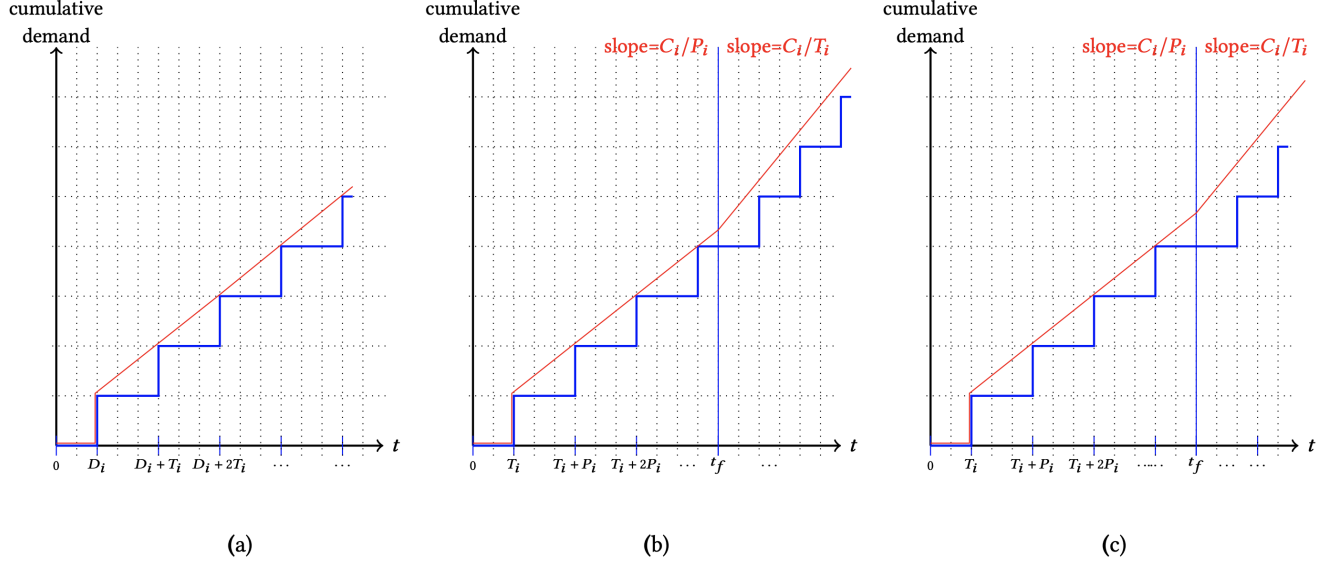 cumulative
demand
t
0 D_i D_i + T_i D_i + 2T_i ... ...
(a)
cumulative
demand
slope=C_i/P_i slope=C_i/T_i
t
0 T_i T_i + P_i T_i + 2P_i ... t_f ...
(b)
cumulative
demand
slope=C_i/P_i slope=C_i/T_i
t
0 T_i T_i + P_i T_i + 2P_i ...... t_f ... ...
(c)